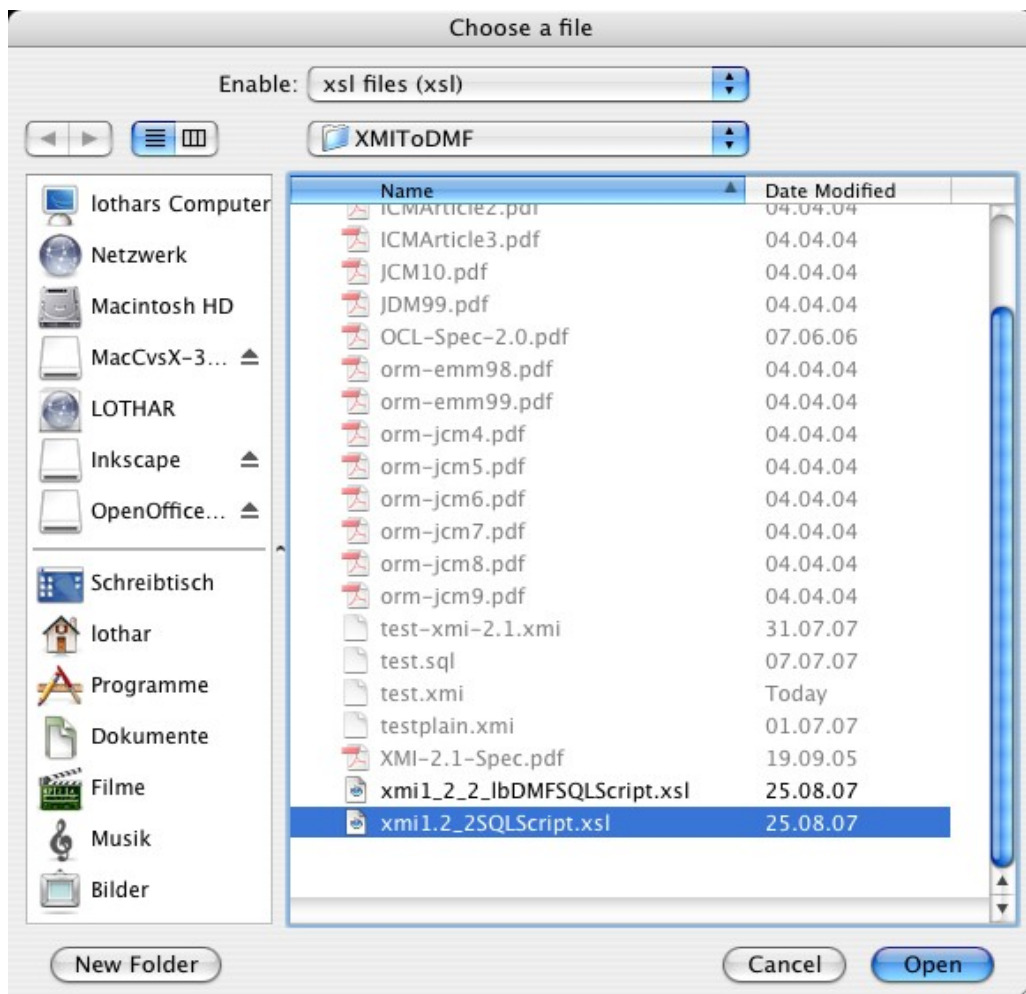 Choose a file
Enable: xsl files (xsl)
XMIToDMF
lothars Computer
Netzwerk
Macintosh HD
MacCvsX-3...
LOTHAR
Inkscape
OpenOffice...
Schreibtisch
lothar
Programme
Dokumente
Filme
Musik
Bilder
Name Date Modified
ICMArticle2.pdf 04.04.04
ICMArticle3.pdf 04.04.04
JCM10.pdf 04.04.04
JDM99.pdf 04.04.04
OCL-Spec-2.0.pdf 07.06.06
orm-emm98.pdf 04.04.04
orm-emm99.pdf 04.04.04
orm-jcm4.pdf 04.04.04
orm-jcm5.pdf 04.04.04
orm-jcm6.pdf 04.04.04
orm-jcm7.pdf 04.04.04
orm-jcm8.pdf 04.04.04
orm-jcm9.pdf 04.04.04
test-xmi-2.1.xmi 31.07.07
test.sql 07.07.07
test.xmi Today
testplain.xmi 01.07.07
XMI-2.1-Spec.pdf 19.09.05
xmi1_2_2_lbDMFSQLScript.xsl 25.08.07
xmi1.2_2SQLScript.xsl 25.08.07
New Folder Cancel Open